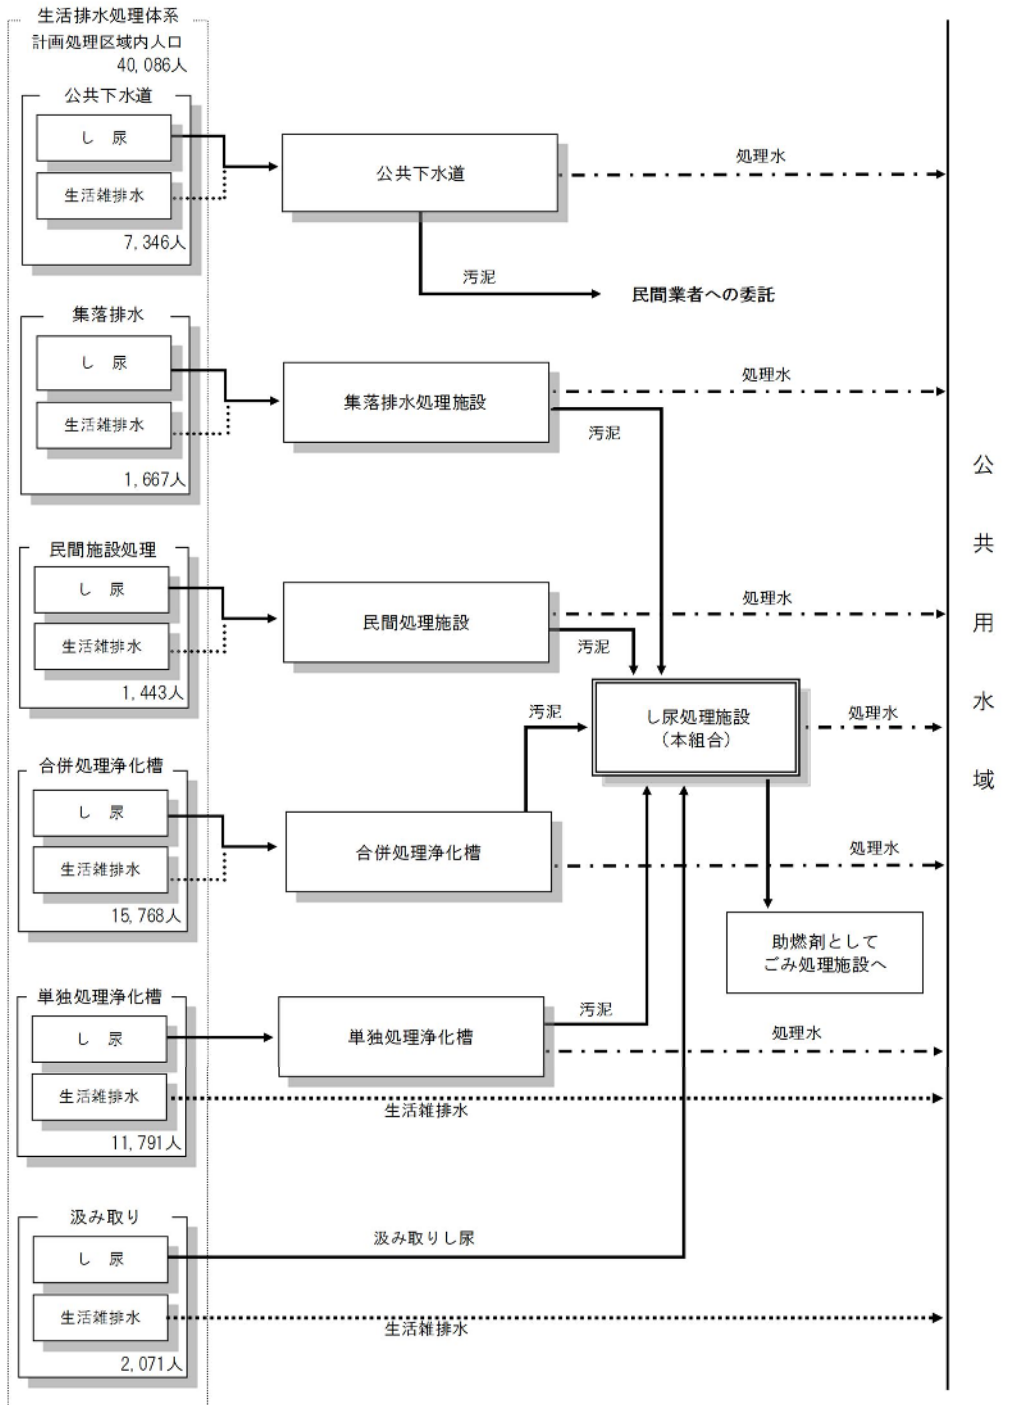 生活排水処理体系
計画処理区域内人口
40,086人
公共下水道
し 尿
生活雑排水
7,346人
公共下水道
処理水
汚泥
民間業者への委託
集落排水
し 尿
生活雑排水
1,667人
集落排水処理施設
処理水
汚泥
民間施設処理
し 尿
生活雑排水
1,443人
民間処理施設
処理水
汚泥
し尿処理施設
（本組合）
処理水
汚泥
合併処理浄化槽
し 尿
生活雑排水
15,768人
合併処理浄化槽
処理水
助燃剤として
ごみ処理施設へ
単独処理浄化槽
し 尿
生活雑排水
11,791人
単独処理浄化槽
汚泥
処理水
生活雑排水
汲み取り
し 尿
生活雑排水
2,071人
汲み取りし尿
生活雑排水
公共用水域